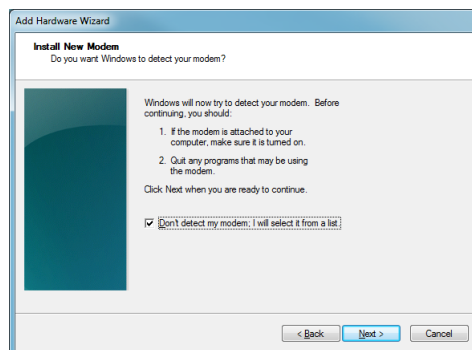 Add Hardware Wizard
Install New Modem
Do you want Windows to detect your modem?
Windows will now try to detect your modem. Before
continuing, you should:
1. If the modem is attached to your
computer, make sure it is turned on.
2. Quit any programs that may be using
the modem.
Click Next when you are ready to continue.
Don't detect my modem; I will select it from a list.
< Back Next > Cancel